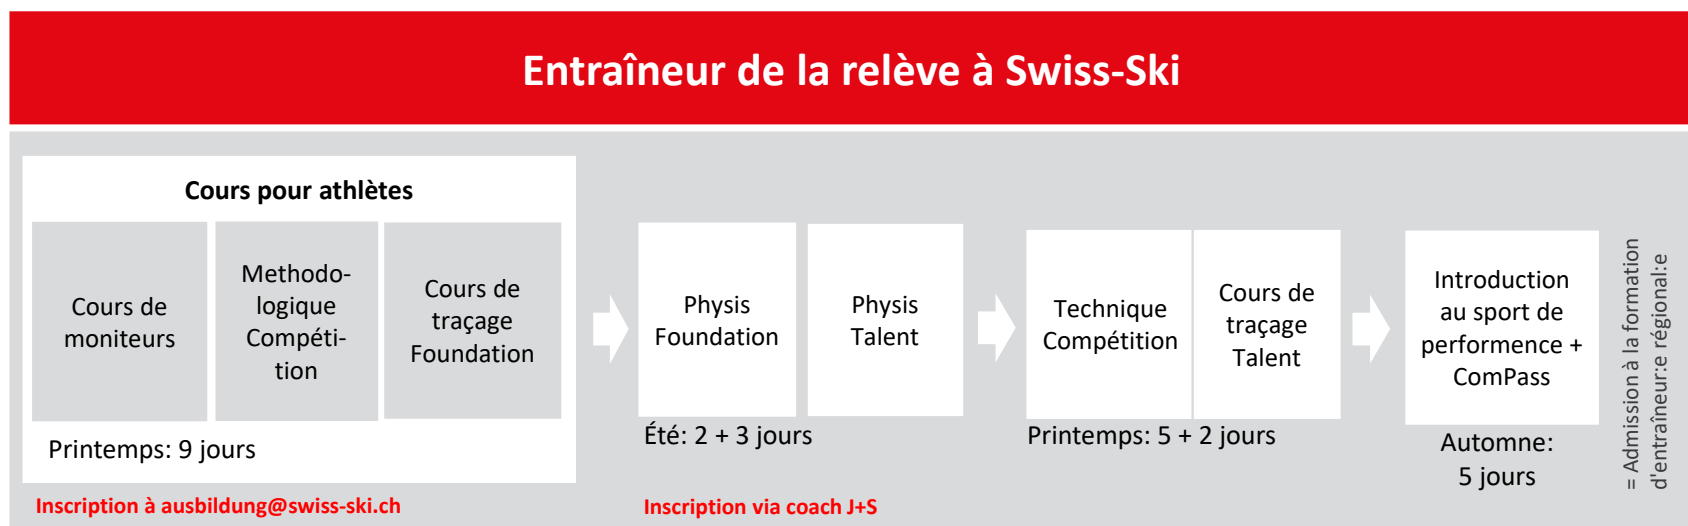 Entraîneur de la relève à Swiss-Ski
Cours pour athlètes
Cours de
moniteurs
Methodo-
logique
Compéti-
tion
Cours de
traçage
Foundation
Printemps: 9 jours
Inscription à ausbildung@swiss-ski.ch
Physis
Foundation
Physis
Talent
Été: 2 + 3 jours
Inscription via coach J+S
Technique
Compétition
Cours de
traçage
Talent
Printemps: 5 + 2 jours
Introduction
au sport de
performence +
ComPass
Automne:
5 jours
= Admission à la formation
d'entraîneur:e régional:e